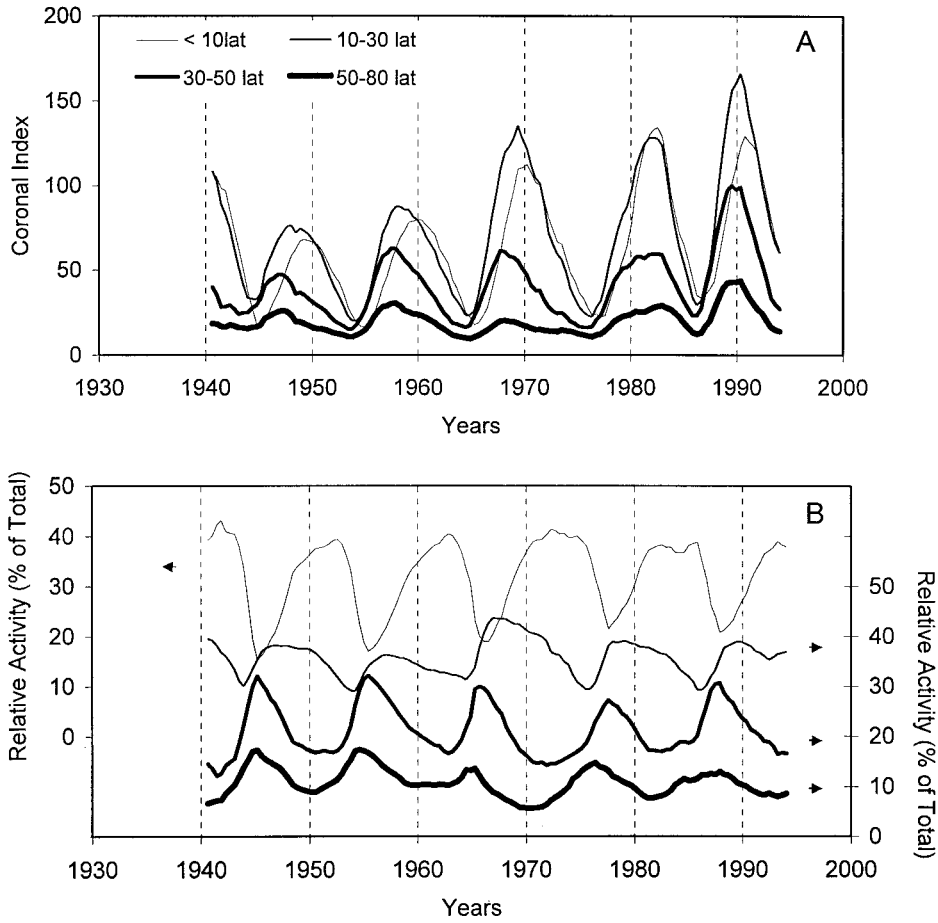 A
< 10lat
10-30 lat
30-50 lat
50-80 lat
Coronal Index
200
150
100
50
0
1930 1940 1950 1960 1970 1980 1990 2000
Years
B
Relative Activity (% of Total)
50
40
30
20
10
0
Relative Activity (% of Total)
50
40
30
20
10
0
1930 1940 1950 1960 1970 1980 1990 2000
Years